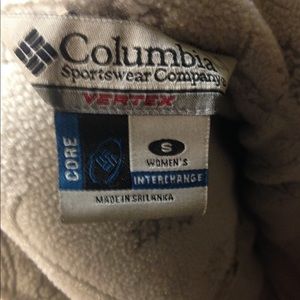 Columbia
Sportswear Company
VERTEX
CORE
S
WOMEN'S
INTERCHANGE
MADE IN SRI LANKA